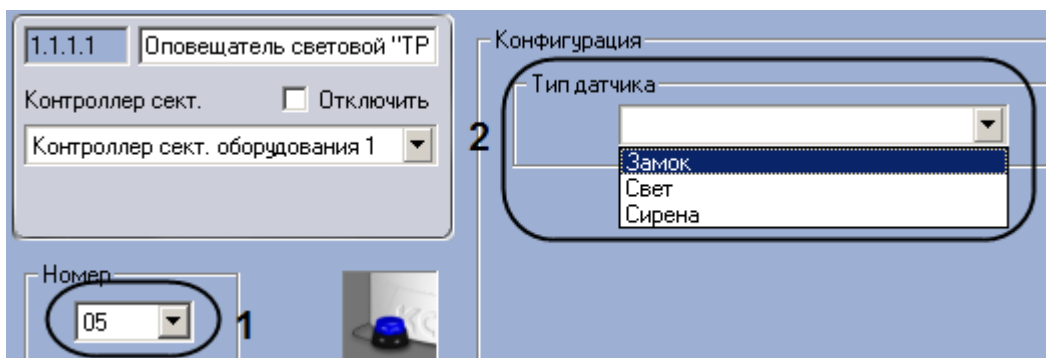 1.1.1.1 Оповещатель световой "ТР
Контроллер сект. Отключить
Контроллер сект. оборудования 1
Номер
05
1
Конфигурация
Тип датчика
2
Замок
Свет
Сирена